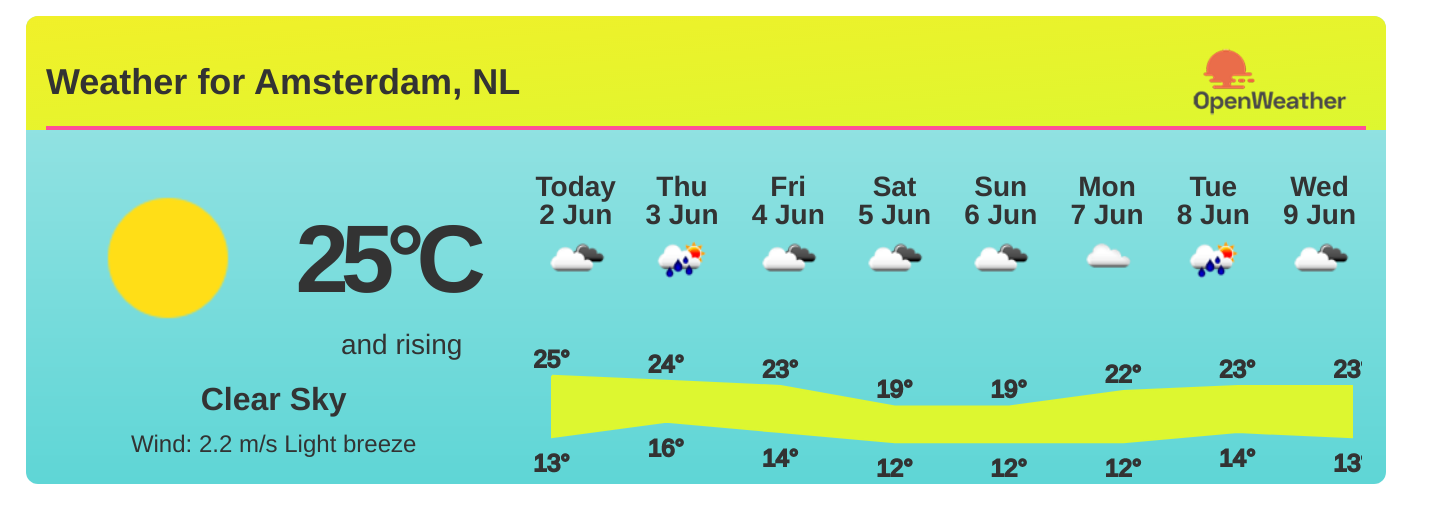 Weather for Amsterdam, NL
OpenWeather
25°C
and rising
Clear Sky
Wind: 2.2 m/s Light breeze
Today Thu Fri Sat Sun Mon Tue Wed
2 Jun 3 Jun 4 Jun 5 Jun 6 Jun 7 Jun 8 Jun 9 Jun
25° 24° 23° 19° 19° 22° 23° 23°
13° 16° 14° 12° 12° 12° 14° 13°